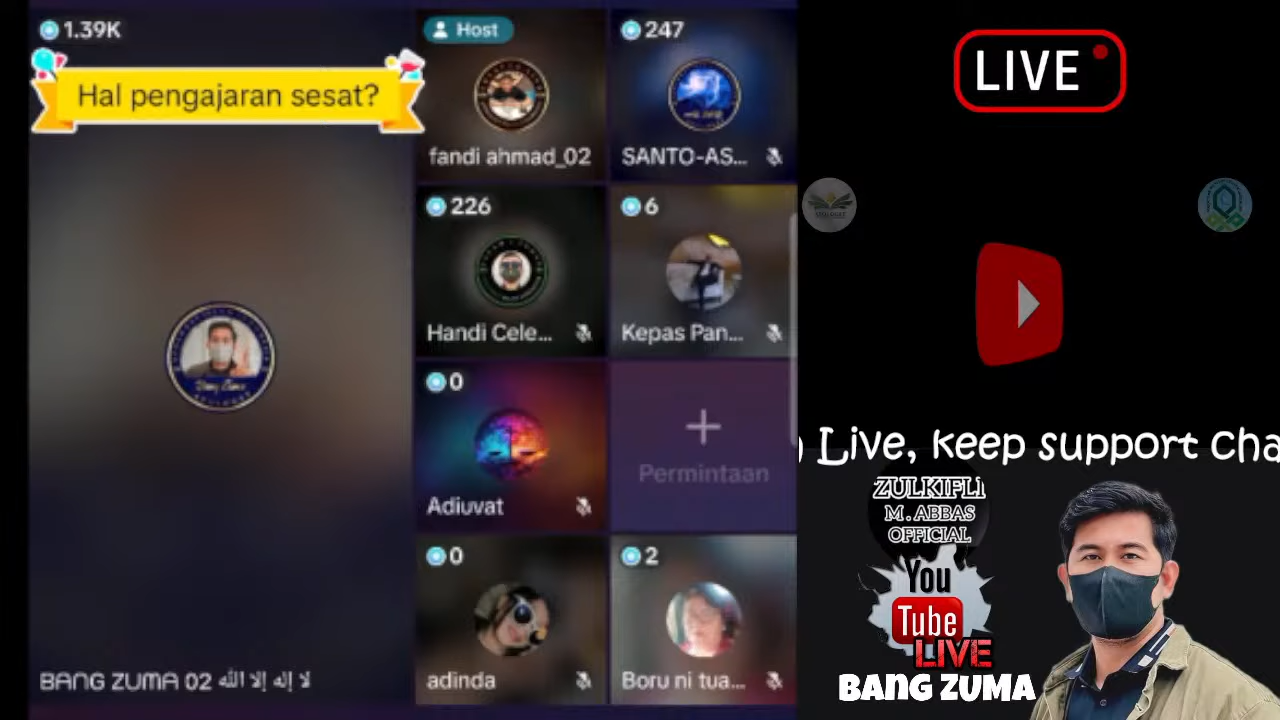 1.39K
Hal pengajaran sesat?
Host
fandi ahmad_02
247
SANTO-AS...
226
Handi Cele...
6
Kepas Pan...
0
Adiuvat
Permintaan
0
adinda
2
Boru ni tua...
BANG ZUMA 02 لا إله إلا الله
LIVE
) Live, keep support cha
ZULKIFLI
M. ABBAS
OFFICIAL
You
Tube
LIVE
BANG ZUMA